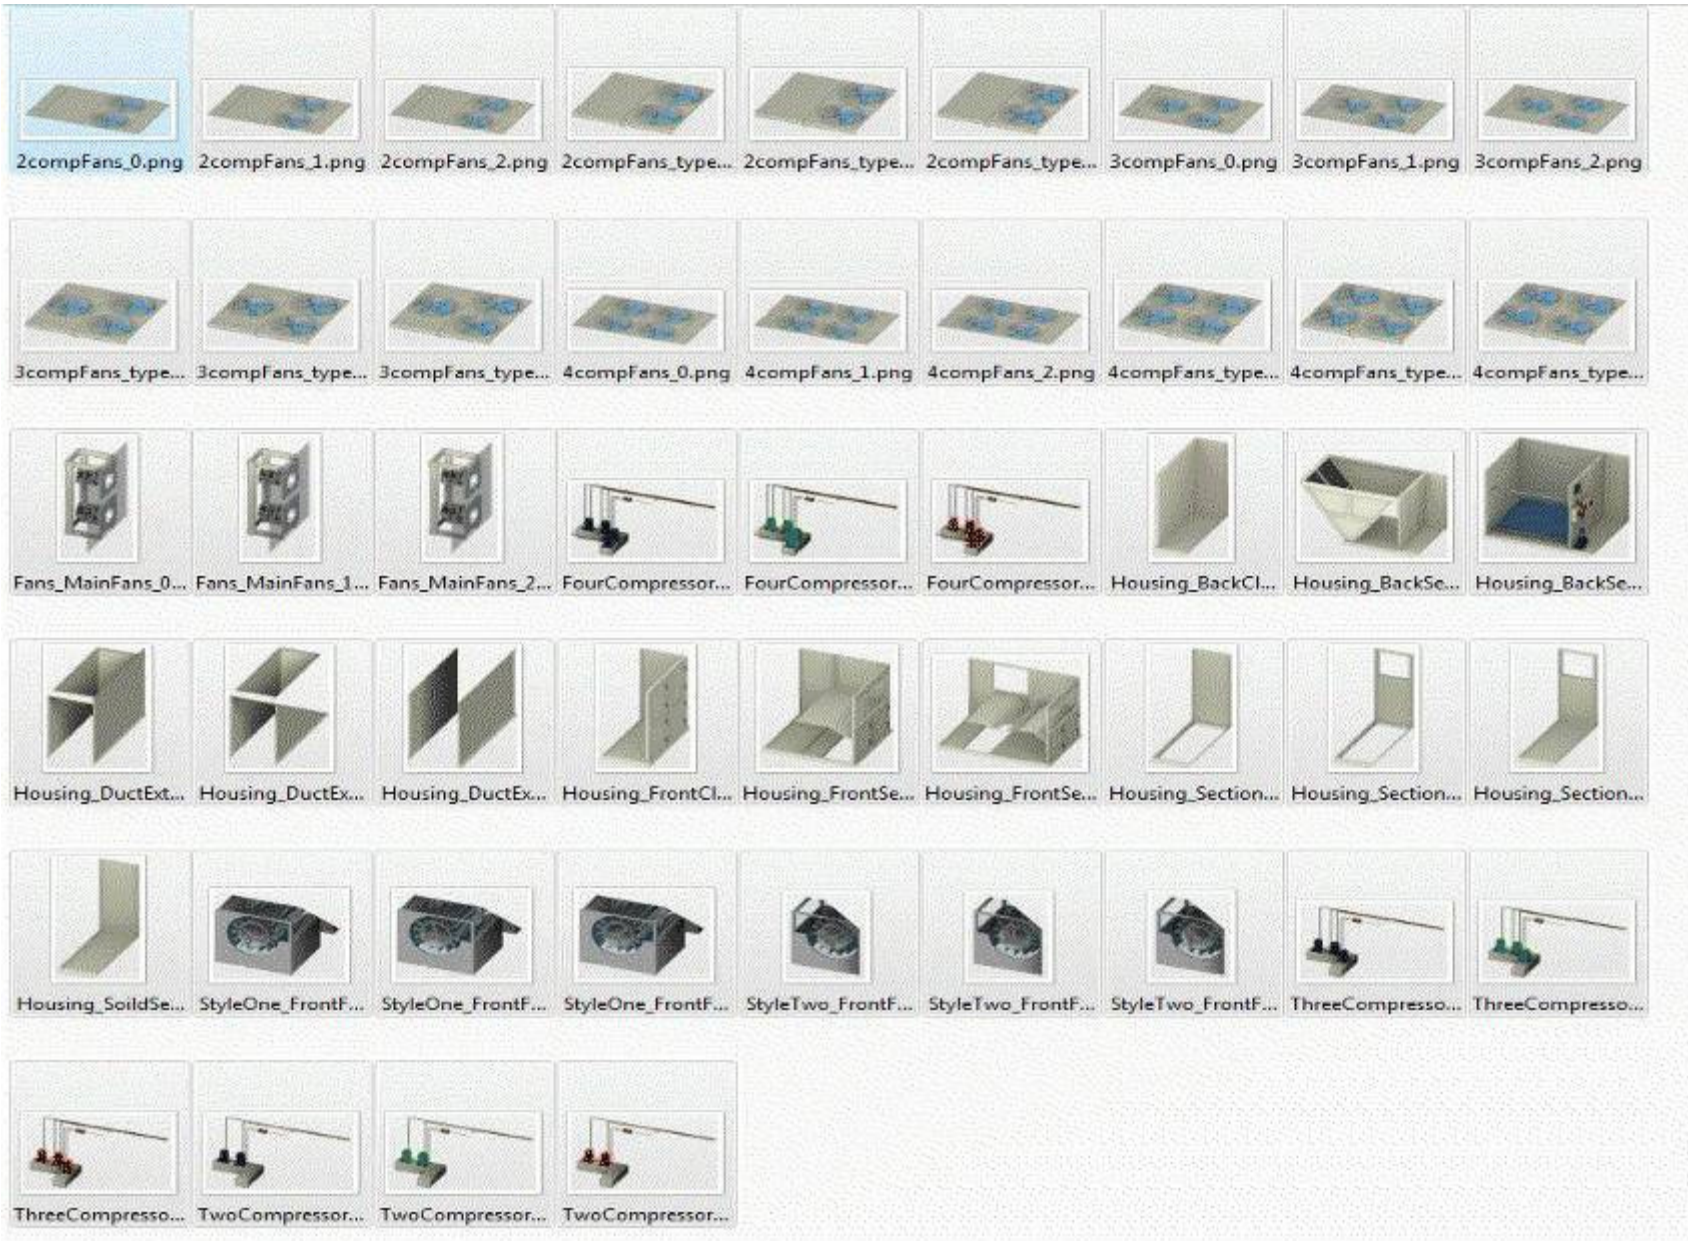 2compFans_0.png 2compFans_1.png 2compFans_2.png 2compFans_type... 2compFans_type... 2compFans_type... 3compFans_0.png 3compFans_1.png 3compFans_2.png
3compFans_type... 3compFans_type... 3compFans_type... 4compFans_0.png 4compFans_1.png 4compFans_2.png 4compFans_type... 4compFans_type... 4compFans_type...
Fans_MainFans_0... Fans_MainFans_1... Fans_MainFans_2... FourCompressor... FourCompressor... FourCompressor... Housing_BackCl... Housing_BackSe... Housing_BackSe...
Housing_DuctExt... Housing_DuctEx... Housing_DuctEx... Housing_FrontCl... Housing_FrontSe... Housing_FrontSe... Housing_Section... Housing_Section... Housing_Section...
Housing_SoildSe... StyleOne_FrontF... StyleOne_FrontF... StyleOne_FrontF... StyleTwo_FrontF... StyleTwo_FrontF... StyleTwo_FrontF... ThreeCompresso... ThreeCompresso...
ThreeCompresso... TwoCompressor... TwoCompressor... TwoCompressor...